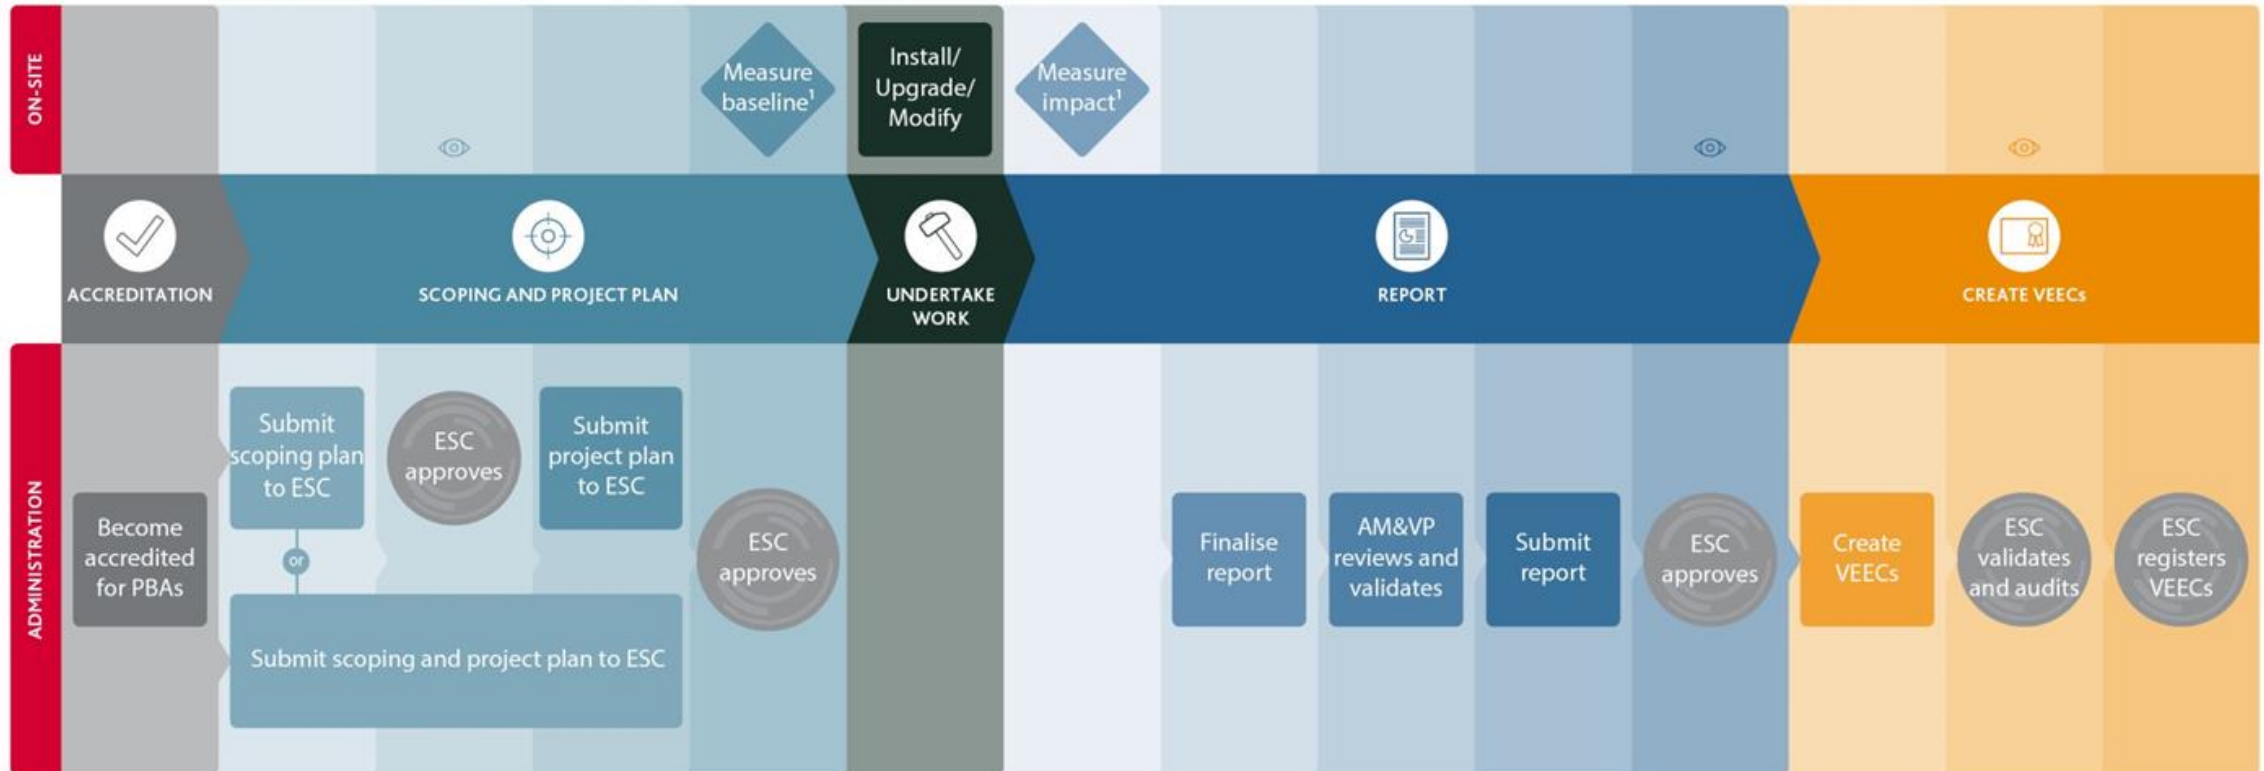 ON-SITE
Measure
baseline¹
Install/
Upgrade/
Modify
Measure
impact¹
ACCREDITATION
SCOPING AND PROJECT PLAN
UNDERTAKE
WORK
REPORT
CREATE VEECs
ADMINISTRATION
Become
accredited
for PBAs
Submit
scoping plan
to ESC
or
Submit scoping and project plan to ESC
ESC
approves
Submit
project plan
to ESC
ESC
approves
Finalise
report
AM&VP
reviews and
validates
Submit
report
ESC
approves
Create
VEECs
ESC
validates
and audits
ESC
registers
VEECs